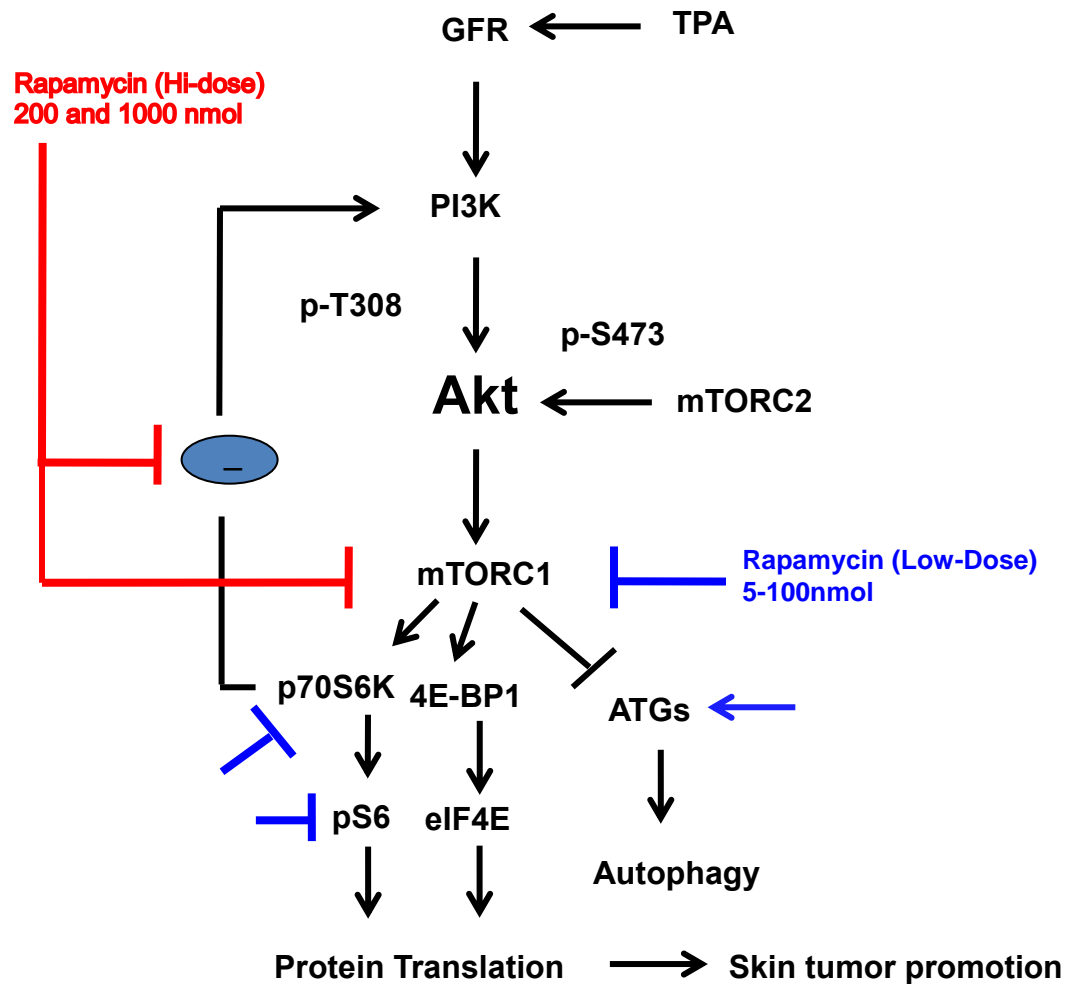 GFR
TPA
Rapamycin (Hi-dose)
200 and 1000 nmol
PI3K
p-T308
p-S473
Akt
mTORC2
–
mTORC1
Rapamycin (Low-Dose)
5-100nmol
p70S6K
4E-BP1
ATGs
pS6
eIF4E
Autophagy
Protein Translation
Skin tumor promotion